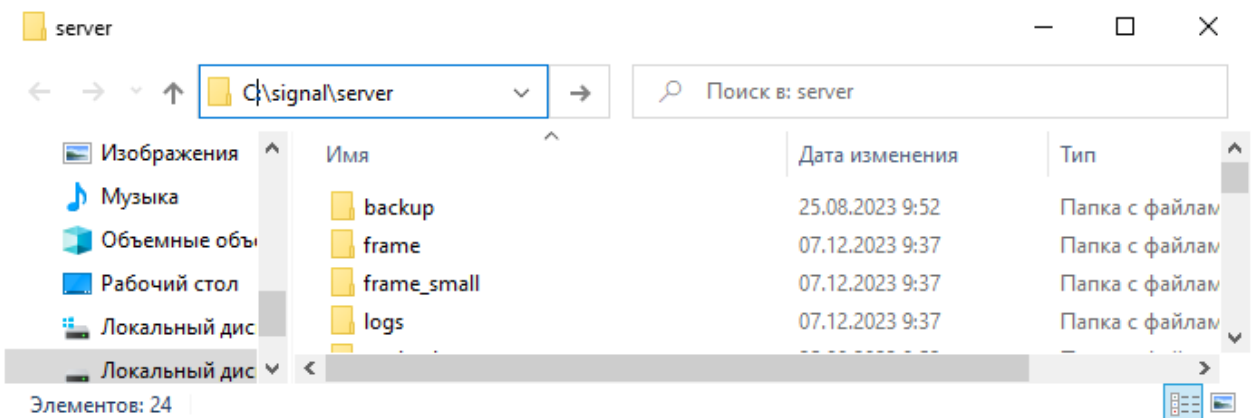 server
C:\signal\server
Поиск в: server
Изображения
Музыка
Объемные объ
Рабочий стол
Локальный дис
Локальный дис
Имя Дата изменения Тип
backup 25.08.2023 9:52 Папка с файлам
frame 07.12.2023 9:37 Папка с файлам
frame_small 07.12.2023 9:37 Папка с файлам
logs 07.12.2023 9:37 Папка с файлам
Элементов: 24